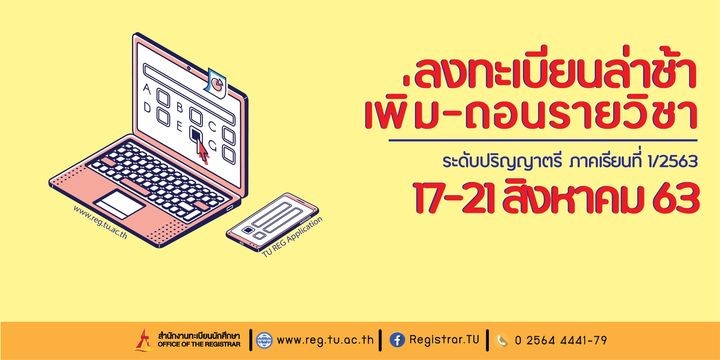 A
B
C
D
E
G
www.reg.tu.ac.th
TU REG Application
ลงทะเบียนล่าช้า
เพิ่ม-ถอนรายวิชา
ระดับปริญญาตรี ภาคเรียนที่ 1/2563
17-21 สิงหาคม 63
สำนักงานทะเบียนนักศึกษา
OFFICE OF THE REGISTRAR
www.reg.tu.ac.th
Registrar.TU
0 2564 4441-79